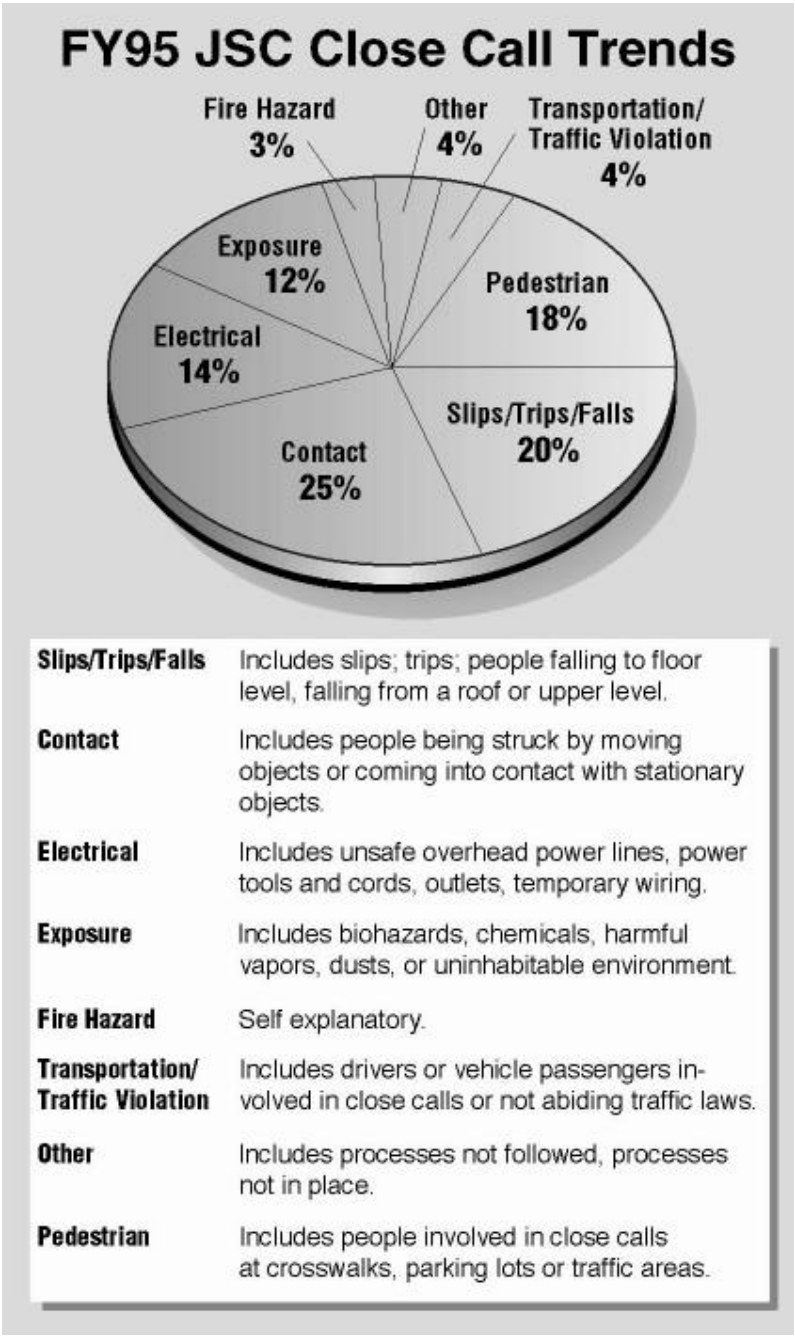 FY95 JSC Close Call Trends
Fire Hazard
3%
Other
4%
Transportation/
Traffic Violation
4%
Exposure
12%
Pedestrian
18%
Electrical
14%
Slips/Trips/Falls
20%
Contact
25%
Slips/Trips/Falls Includes slips; trips; people falling to floor
level, falling from a roof or upper level.
Contact Includes people being struck by moving
objects or coming into contact with stationary
objects.
Electrical Includes unsafe overhead power lines, power
tools and cords, outlets, temporary wiring.
Exposure Includes biohazards, chemicals, harmful
vapors, dusts, or uninhabitable environment.
Fire Hazard Self explanatory.
Transportation/ Includes drivers or vehicle passengers in-
Traffic Violation volved in close calls or not abiding traffic laws.
Other Includes processes not followed, processes
not in place.
Pedestrian Includes people involved in close calls
at crosswalks, parking lots or traffic areas.